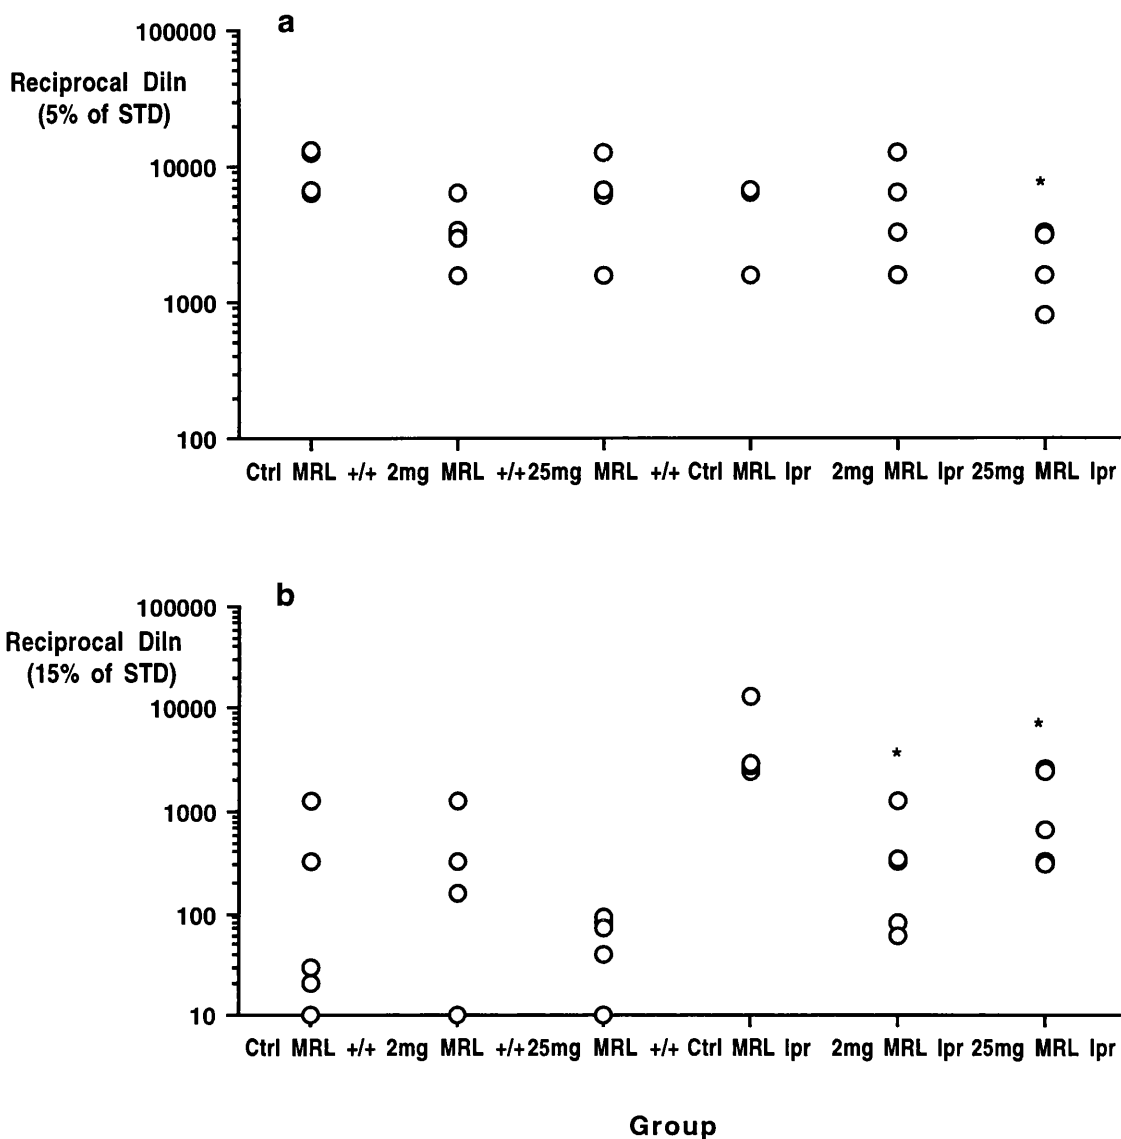 a
100000
Reciprocal Diln
(5% of STD)
10000
*
1000
100
Ctrl MRL +/+ 2mg MRL +/+ 25mg MRL +/+ Ctrl MRL lpr 2mg MRL lpr 25mg MRL lpr
b
100000
Reciprocal Diln
(15% of STD)
10000
*
*
1000
100
10
Ctrl MRL +/+ 2mg MRL +/+ 25mg MRL +/+ Ctrl MRL lpr 2mg MRL lpr 25mg MRL lpr
Group